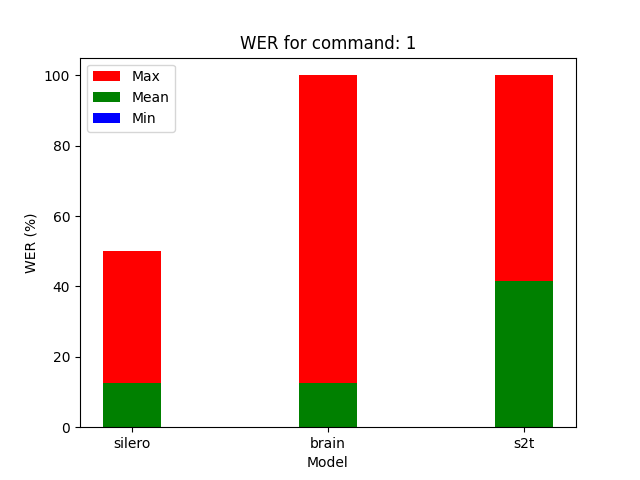 WER for command: 1
Max
Mean
Min
WER (%)
100
80
60
40
20
0
silero
brain
s2t
Model